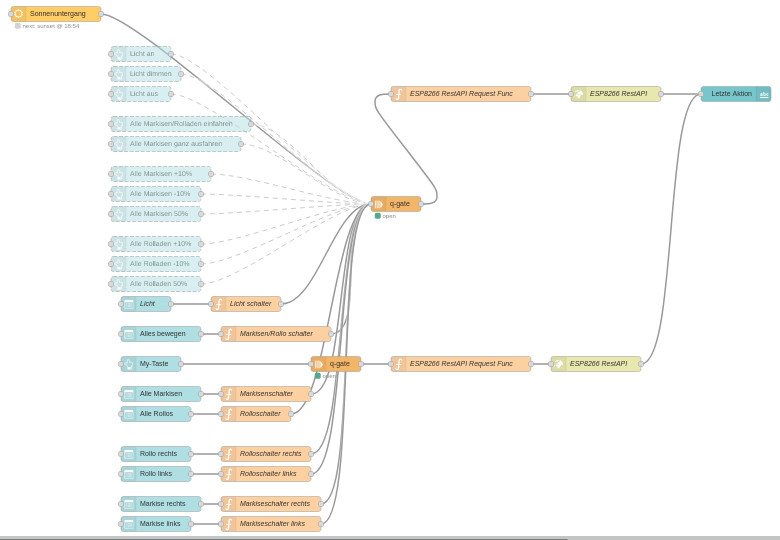 Sonnenuntergang
next: sunset @ 18:54
Licht an
Licht dimmen
Licht aus
Alle Markisen/Rolladen einfahren
Alle Markisen ganz ausfahren
Alle Markisen +10%
Alle Markisen -10%
Alle Markisen 50%
Alle Rolladen +10%
Alle Rolladen -10%
Alle Rolladen 50%
q-gate
open
ESP8266 RestAPI Request Func
ESP8266 RestAPI
Letzte Aktion
abc
Licht
Licht schalter
Alles bewegen
Markisen/Rollo schalter
My-Taste
q-gate
open
ESP8266 RestAPI Request Func
ESP8266 RestAPI
Alle Markisen
Markisenschalter
Alle Rollos
Rolloschalter
Rollo rechts
Rolloschalter rechts
Rollo links
Rolloschalter links
Markise rechts
Markiseschalter rechts
Markise links
Markiseschalter links